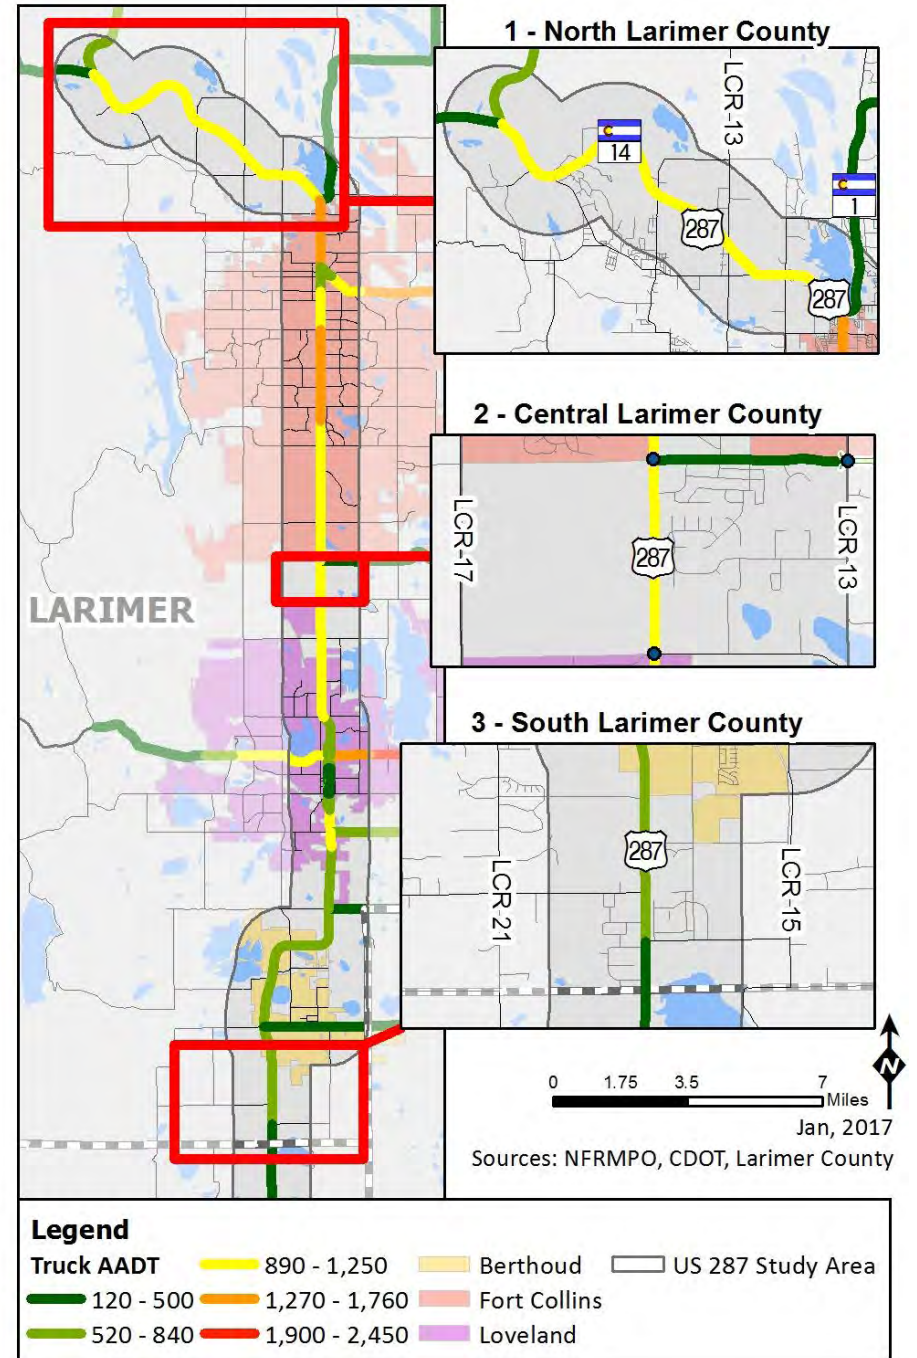 1 - North Larimer County
LCR-13
14
1
287
287
2 - Central Larimer County
LCR-17
287
LCR-13
LARIMER
3 - South Larimer County
287
LCR-21
LCR-15
N
0 1.75 3.5 7
Miles
Jan, 2017
Sources: NFRMPO, CDOT, Larimer County
Legend
Truck AADT
120 - 500
520 - 840
890 - 1,250
1,270 - 1,760
1,900 - 2,450
Berthoud
Fort Collins
Loveland
US 287 Study Area